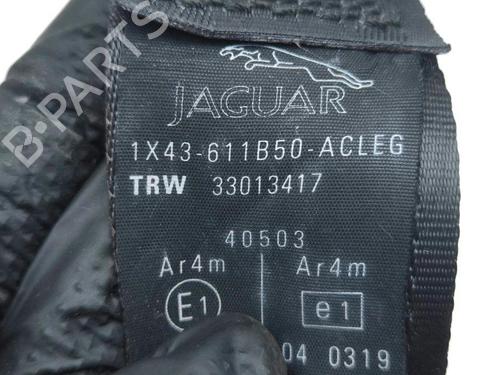 B-PARTS
JAGUAR
1X43-611B50-ACLEG
TRW 33013417
40503
Ar4m Ar4m
E1 e1
04 0319